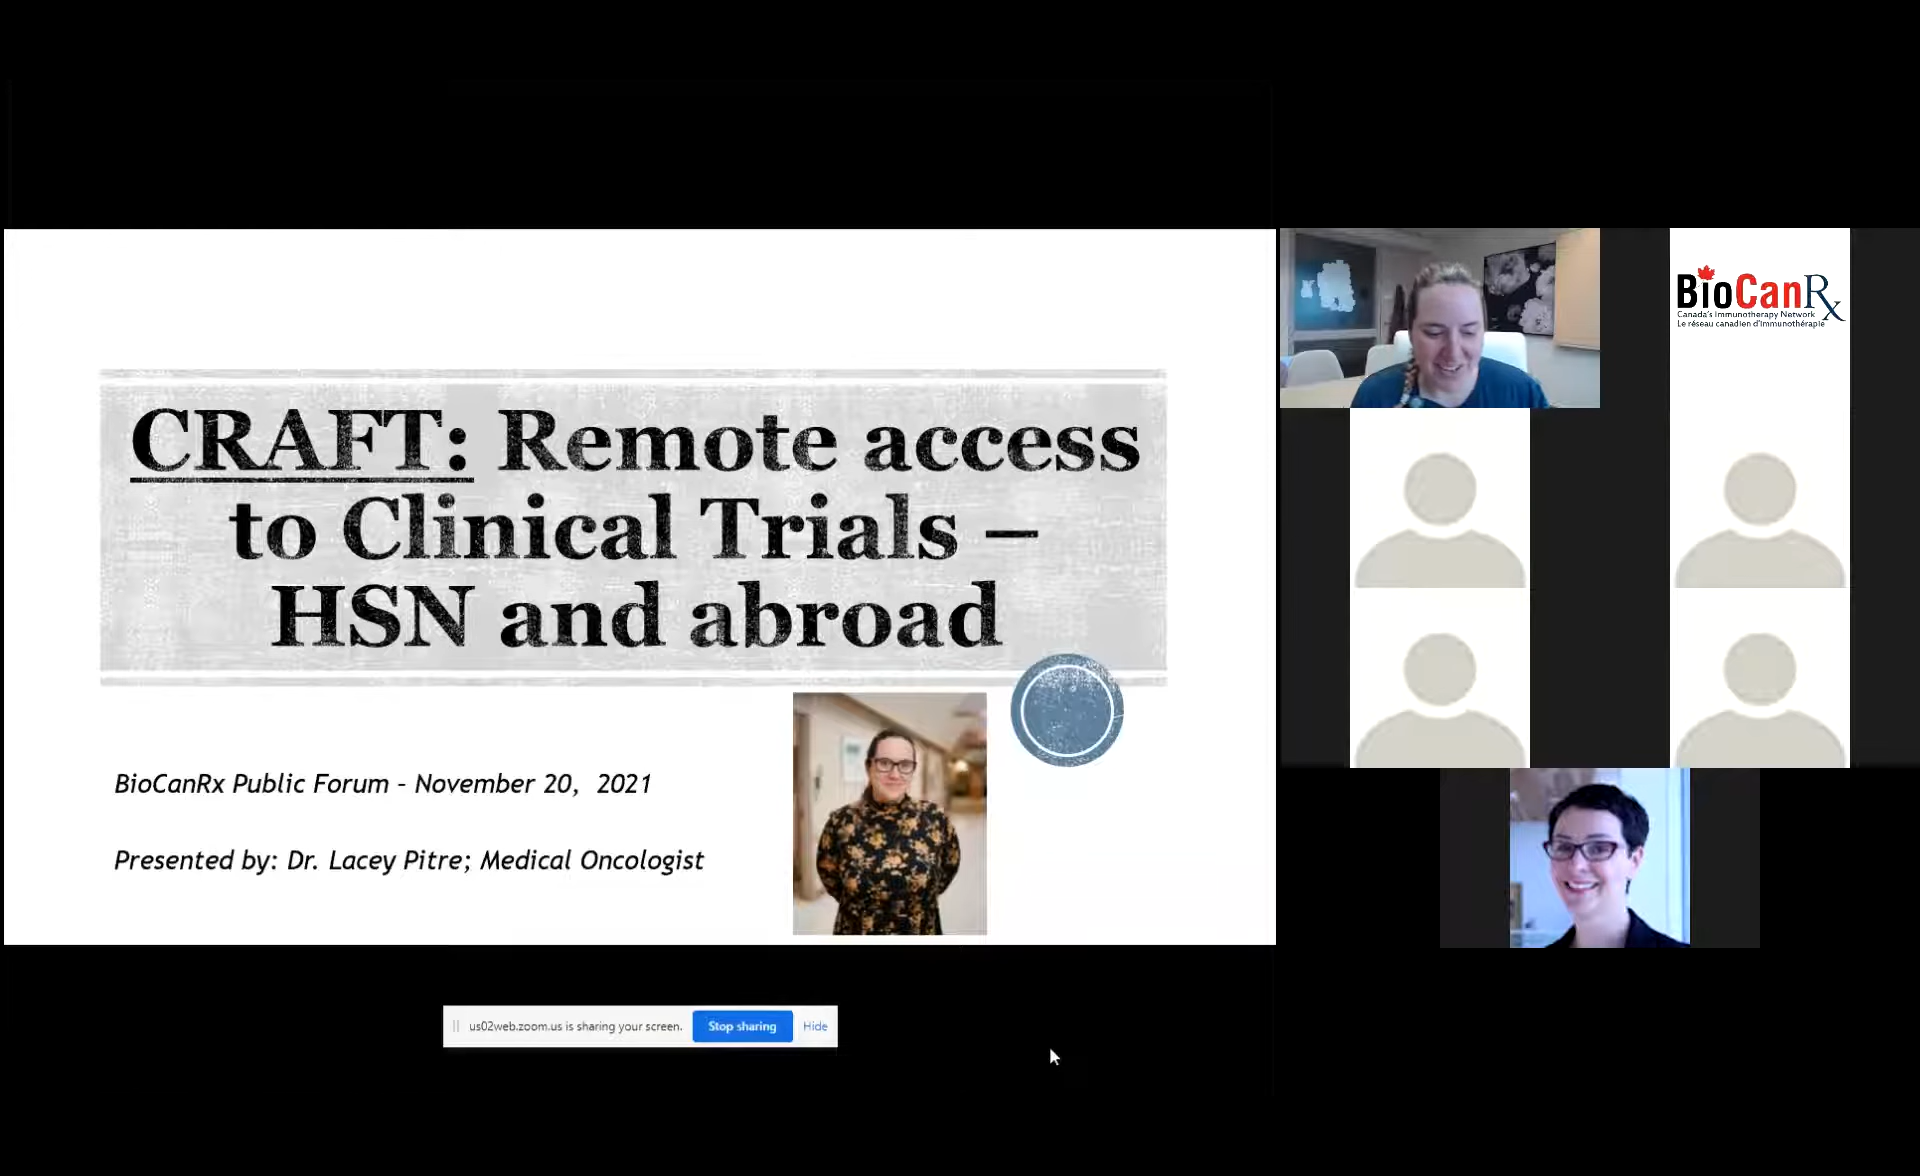 CRAFT: Remote access
to Clinical Trials –
HSN and abroad
BioCanRx Public Forum – November 20, 2021
Presented by: Dr. Lacey Pitre; Medical Oncologist
BioCanRx
Canada's Immunotherapy Network
Le réseau canadien d'immunothérapie
us02web.zoom.us is sharing your screen.
Stop sharing
Hide